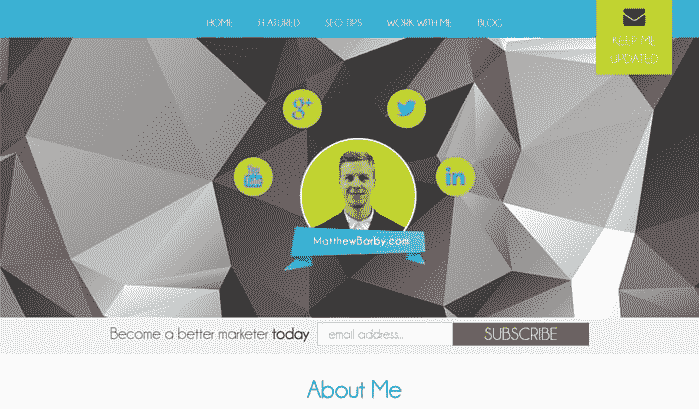 HOME FEATURED SEO TIPS WORK WITH ME BLOG
KEEP ME
UPDATED
g+
You
Tube
in
MatthewBarby.com
Become a better marketer today email address... SUBSCRIBE
About Me